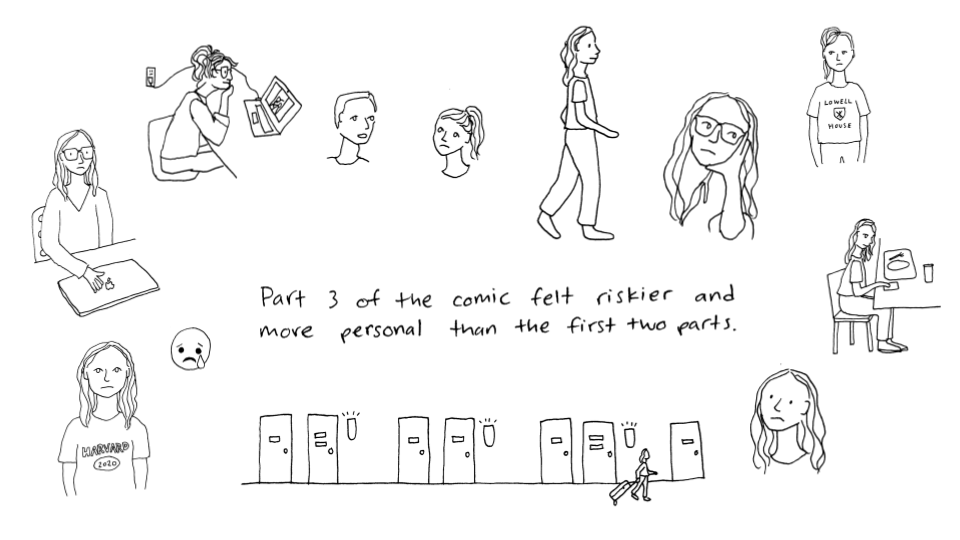 LOWELL
HOUSE
Part 3 of the comic felt riskier and
more personal than the first two parts.
HARVARD
2020